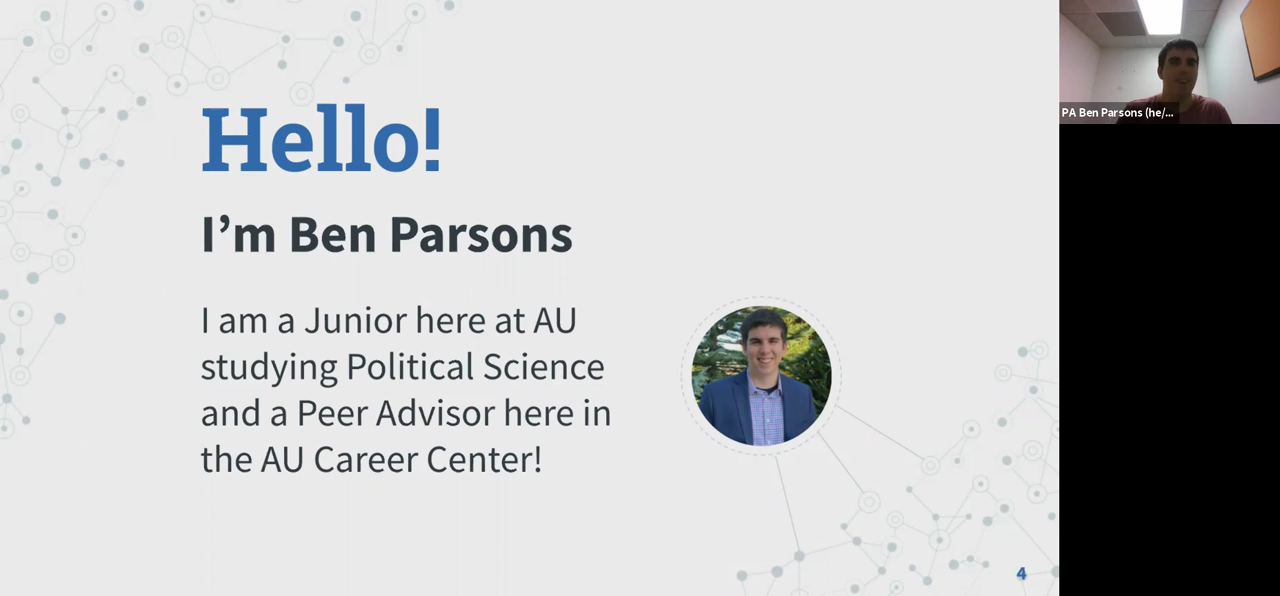 Hello!
I’m Ben Parsons
I am a Junior here at AU
studying Political Science
and a Peer Advisor here in
the AU Career Center!
4
PA Ben Parsons (he/...